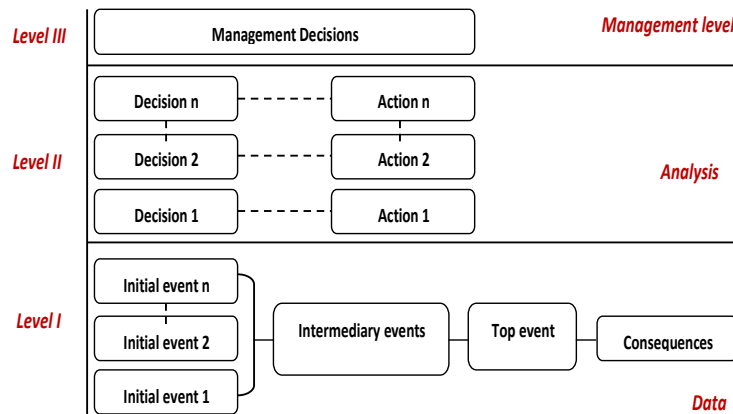 Level III
Management Decisions
Management level
Decision n
Action n
Level II
Decision 2
Action 2
Analysis
Decision 1
Action 1
Initial event n
Level I
Initial event 2
Intermediary events
Top event
Consequences
Initial event 1
Data